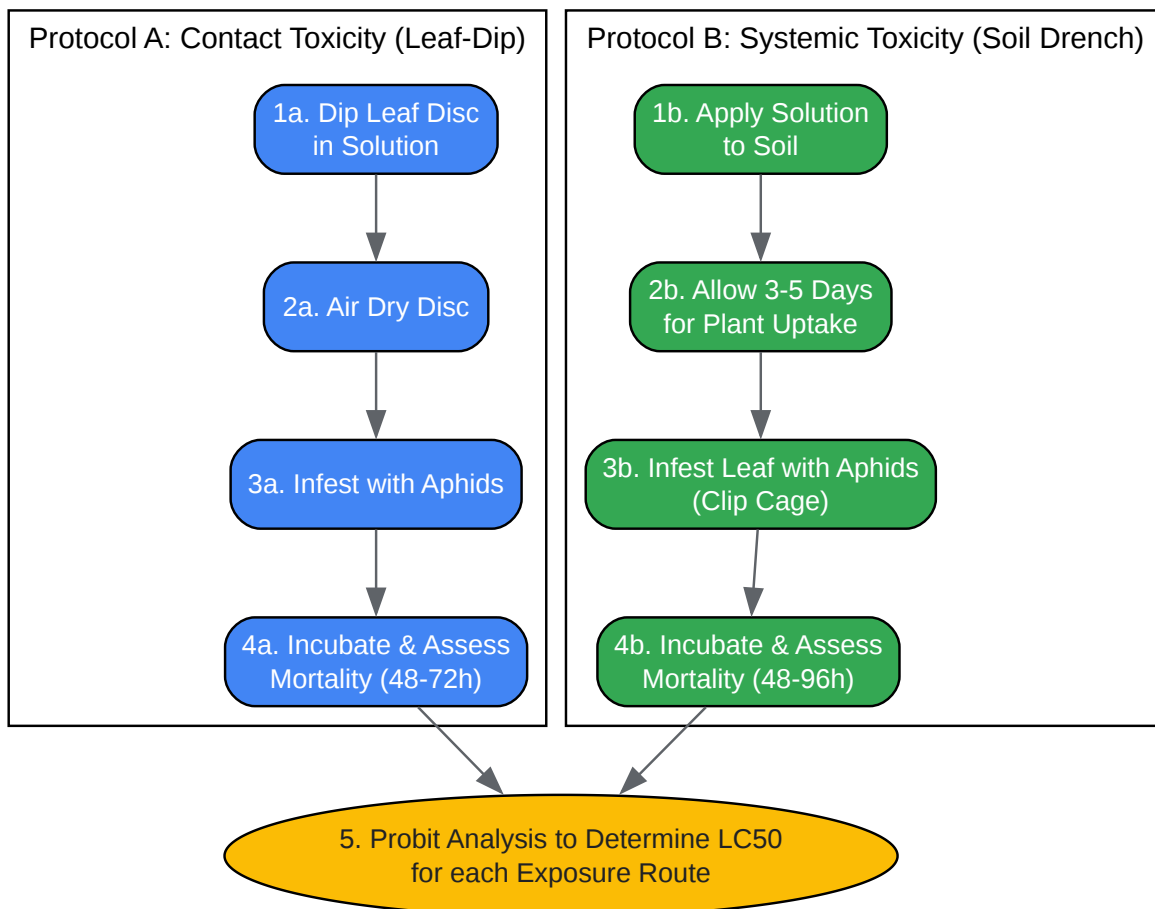 Protocol A: Contact Toxicity (Leaf-Dip)
1a. Dip Leaf Disc
in Solution
2a. Air Dry Disc
3a. Infest with Aphids
4a. Incubate & Assess
Mortality (48-72h)
Protocol B: Systemic Toxicity (Soil Drench)
1b. Apply Solution
to Soil
2b. Allow 3-5 Days
for Plant Uptake
3b. Infest Leaf with Aphids
(Clip Cage)
4b. Incubate & Assess
Mortality (48-96h)
5. Probit Analysis to Determine LC50
for each Exposure Route